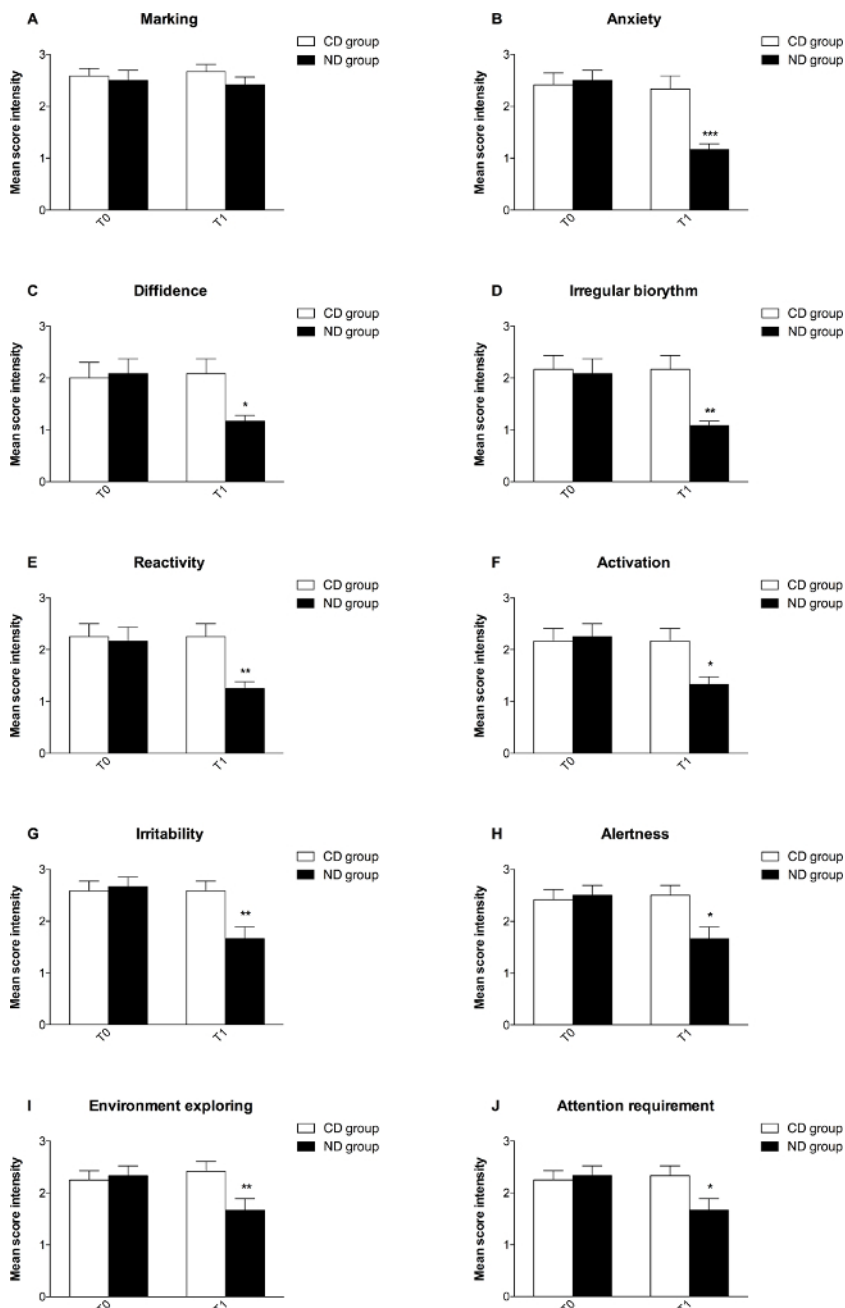 A Marking
CD group
ND group
Mean score intensity
3
2
1
0
T0 T1
B Anxiety
CD group
ND group
Mean score intensity
3
2
1
0
***
T0 T1
C Diffidence
CD group
ND group
Mean score intensity
3
2
1
0
*
T0 T1
D Irregular biorythm
CD group
ND group
Mean score intensity
3
2
1
0
**
T0 T1
E Reactivity
CD group
ND group
Mean score intensity
3
2
1
0
**
T0 T1
F Activation
CD group
ND group
Mean score intensity
3
2
1
0
*
T0 T1
G Irritability
CD group
ND group
Mean score intensity
3
2
1
0
**
T0 T1
H Alertness
CD group
ND group
Mean score intensity
3
2
1
0
*
T0 T1
I Environment exploring
CD group
ND group
Mean score intensity
3
2
1
0
**
J Attention requirement
CD group
ND group
Mean score intensity
3
2
1
0
*